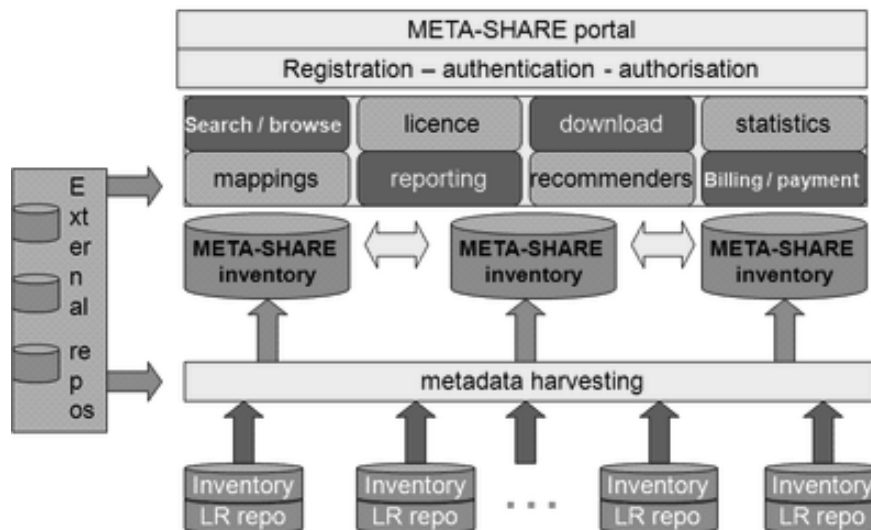 META-SHARE portal
Registration – authentication - authorisation
Search / browse
licence
download
statistics
mappings
reporting
recommenders
Billing / payment
E
xt
er
n
al
re
p
os
META-SHARE
inventory
META-SHARE
inventory
META-SHARE
inventory
metadata harvesting
Inventory
LR repo
Inventory
LR repo
...
Inventory
LR repo
Inventory
LR repo